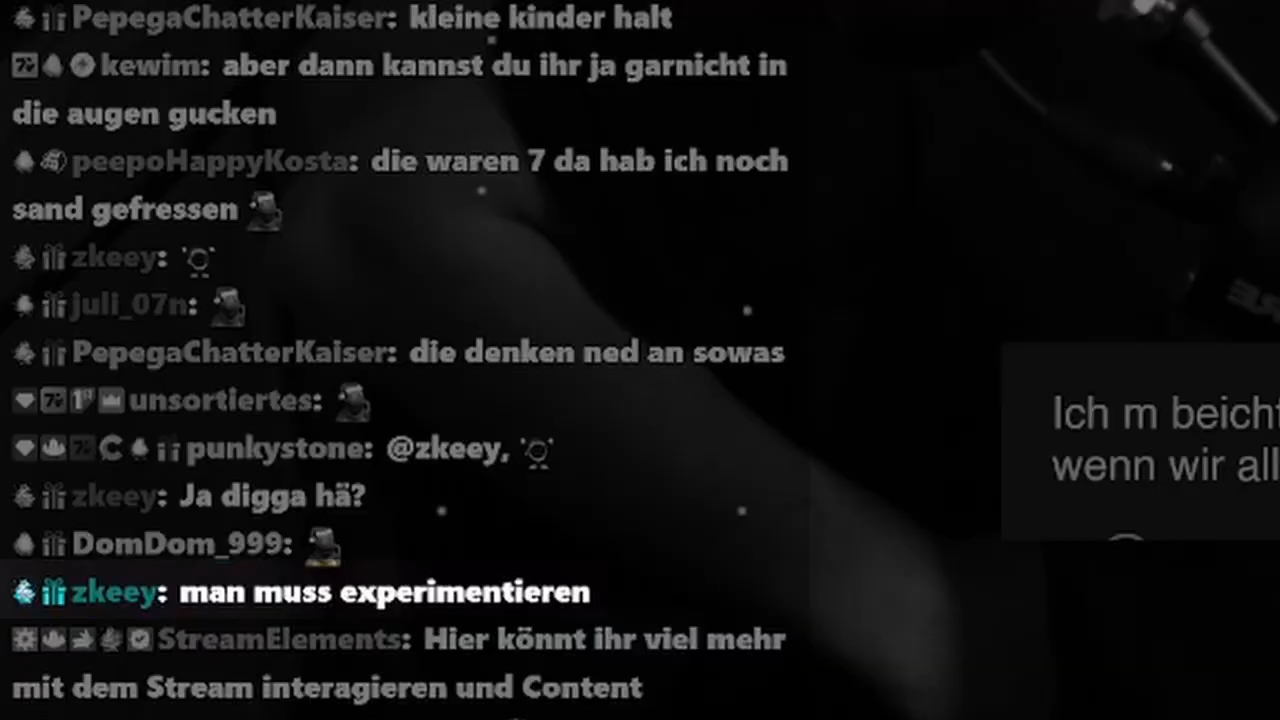 PepegaChatterKaiser: kleine kinder halt
kewim: aber dann kannst du ihr ja garnicht in
die augen gucken
peepoHappyKosta: die waren 7 da hab ich noch
sand gefressen
zkeey:
juli_07n:
PepegaChatterKaiser: die denken ned an sowas
unsortiertes:
punkystone: @zkeey,
zkeey: Ja digga hä?
DomDom_999:
zkeey: man muss experimentieren
StreamElements: Hier könnt ihr viel mehr
mit dem Stream interagieren und Content
Ich m beicht
wenn wir all